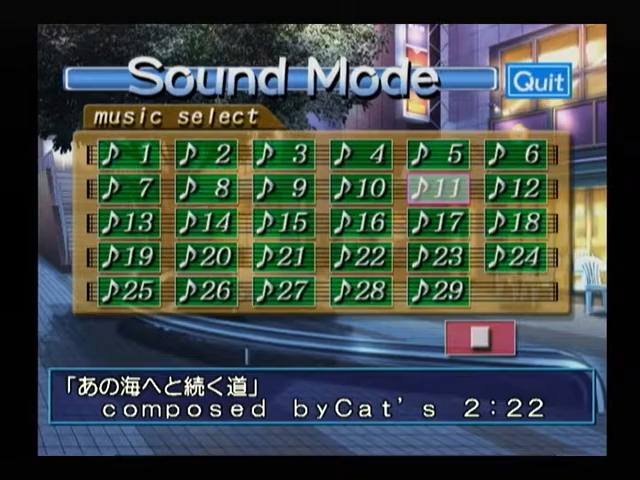 Sound Mode
Quit
music select
♪ 1 ♪ 2 ♪ 3 ♪ 4 ♪ 5 ♪ 6
♪ 7 ♪ 8 ♪ 9 ♪10 ♪11 ♪12
♪13 ♪14 ♪15 ♪16 ♪17 ♪18
♪19 ♪20 ♪21 ♪22 ♪23 ♪24
♪25 ♪26 ♪27 ♪28 ♪29
「あの海へと続く道」
composed byCat's 2:22